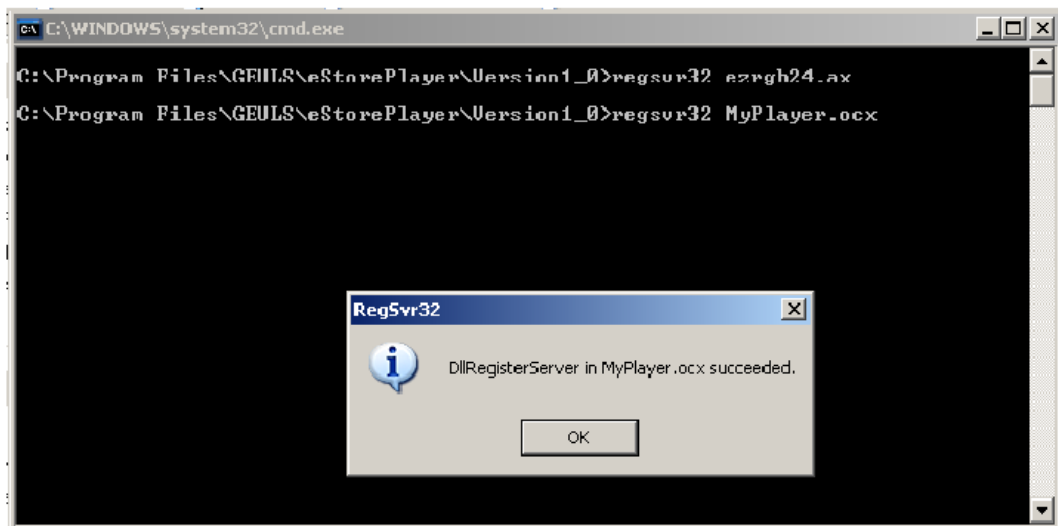 C:\WINDOWS\system32\cmd.exe
C:\Program Files\GEULS\eStorePlayer\Version1_0>regsvr32 ezrgb24.ax
C:\Program Files\GEULS\eStorePlayer\Version1_0>regsvr32 MyPlayer.ocx
RegSvr32
DllRegisterServer in MyPlayer.ocx succeeded.
OK